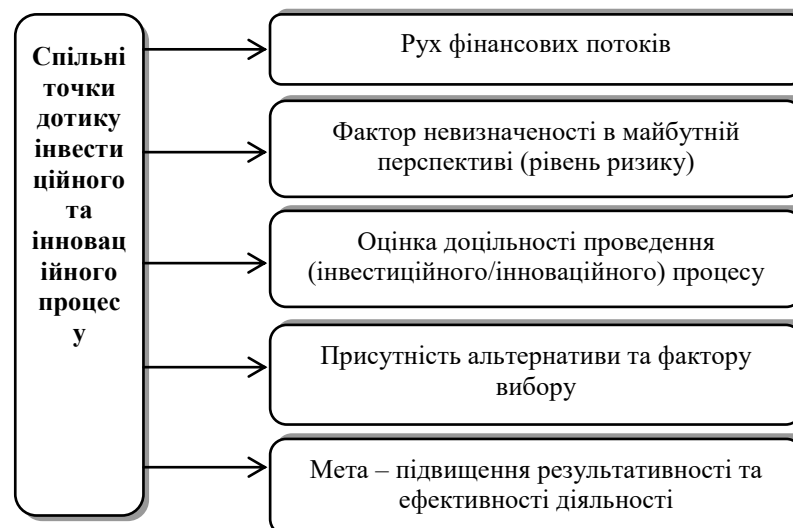 Спільні
точки
дотику
інвести
ційного
та
інновац
ійного
процес
у
Рух фінансових потоків
Фактор невизначеності в майбутній
перспективі (рівень ризику)
Оцінка доцільності проведення
(інвестиційного/інноваційного) процесу
Присутність альтернативи та фактору
вибору
Мета – підвищення результативності та
ефективності діяльності